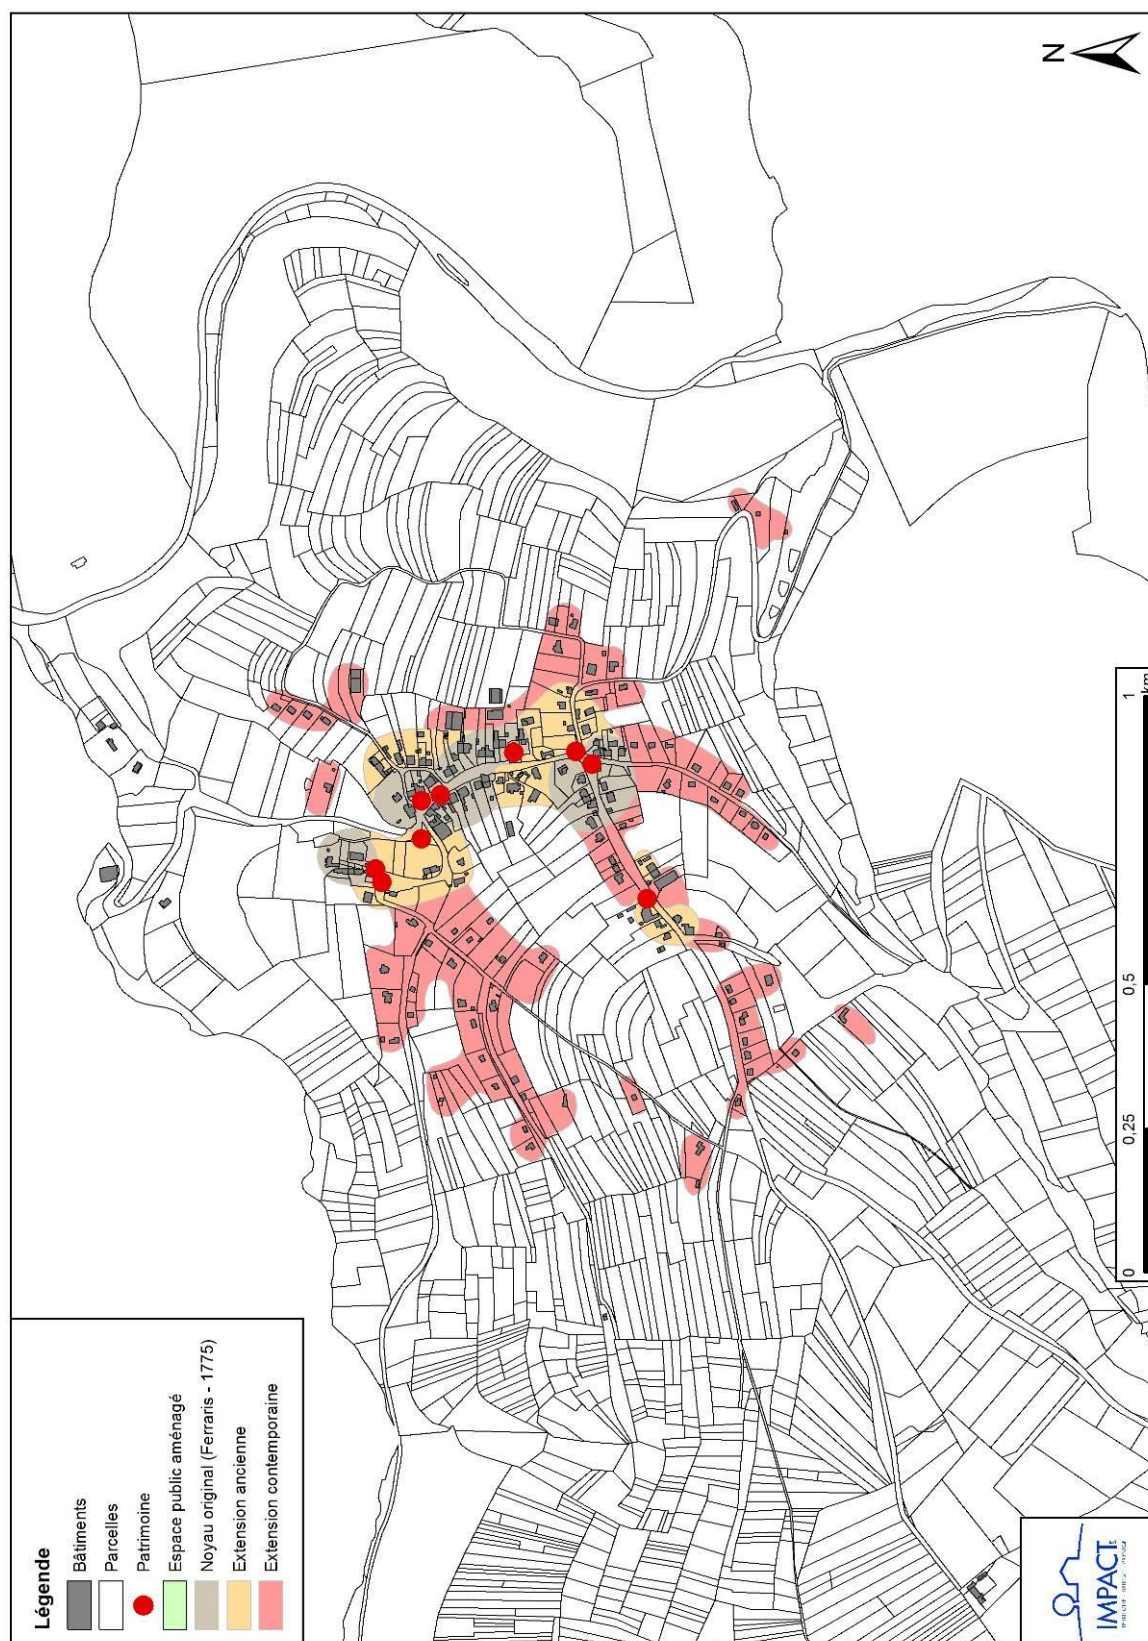 Légende
Bâtiments
Parcelles
Patrimoine
Espace public aménagé
Noyau original (Ferraris - 1775)
Extension ancienne
Extension contemporaine
N
0 0,25 0,5 1
km
IMPACT